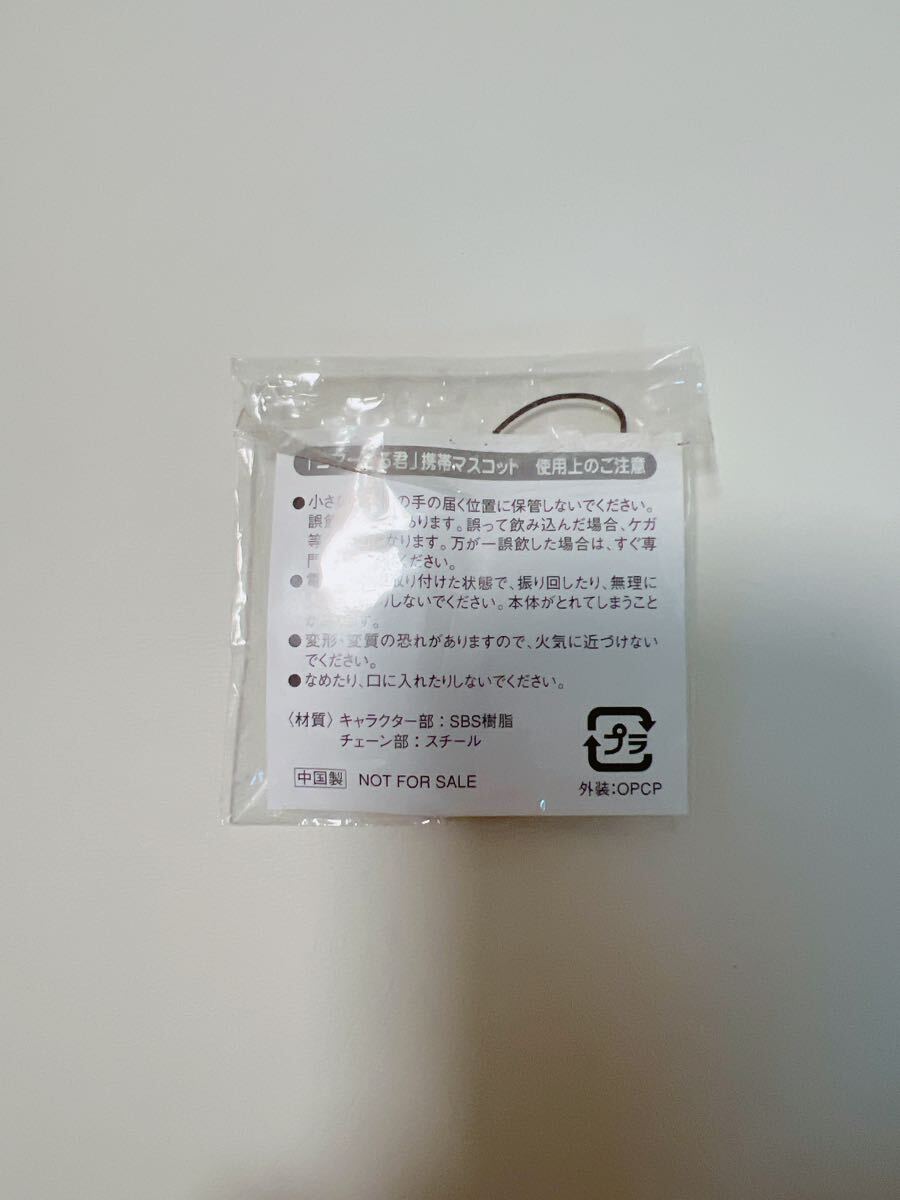 君」携帯マスコット 使用上のご注意
●小さ の手の届く位置に保管しないでください。
誤飲 あります。誤って飲み込んだ場合、ケガ
等 なります。万が一誤飲した場合は、すぐ専
門 ください。
● 取り付けた状態で、振り回したり、無理に
しないでください。本体がとれてしまうこと
が す。
●変形・変質の恐れがありますので、火気に近づけない
でください。
●なめたり、口に入れたりしないでください。
〈材質〉キャラクター部:SBS樹脂
チェーン部:スチール
プラ
中国製 NOT FOR SALE
外装:OPCP